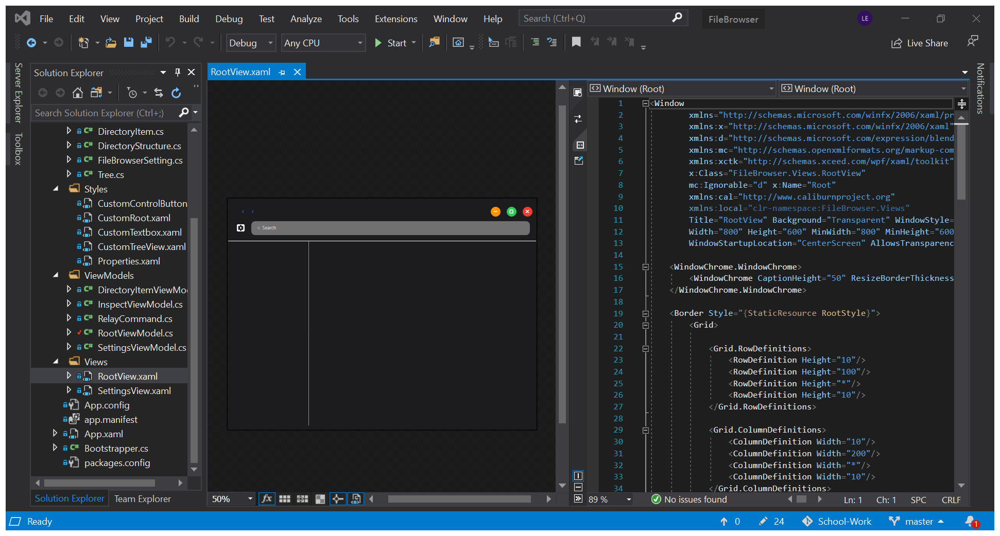 File Edit View Project Build Debug Test Analyze Tools Extensions Window Help Search (Ctrl+Q) FileBrowser LE
Debug Any CPU Start Live Share
Server Explorer
Toolbox
Solution Explorer
Search Solution Explorer (Ctrl+;)
C# DirectoryItem.cs
C# DirectoryStructure.cs
C# FileBrowserSetting.cs
C# Tree.cs
Styles
CustomControlButton
CustomRoot.xaml
CustomTextbox.xaml
CustomTreeView.xaml
Properties.xaml
ViewModels
C# DirectoryItemViewMo
C# InspectViewModel.cs
C# RelayCommand.cs
C# RootViewModel.cs
C# SettingsViewModel.cs
Views
RootView.xaml
SettingsView.xaml
App.config
app.manifest
App.xaml
C# Bootstrapper.cs
packages.config
Solution Explorer Team Explorer
RootView.xaml
Search
50% fx
Window (Root) Window (Root)
1 <Window
2 xmlns="http://schemas.microsoft.com/winfx/2006/xaml/pr
3 xmlns:x="http://schemas.microsoft.com/winfx/2006/xaml"
4 xmlns:d="http://schemas.microsoft.com/expression/blend
5 xmlns:mc="http://schemas.openxmlformats.org/markup-com
6 xmlns:xctk="http://schemas.xceed.com/wpf/xaml/toolkit"
7 x:Class="FileBrowser.Views.RootView"
8 mc:Ignorable="d" x:Name="Root"
9 xmlns:cal="http://www.caliburnproject.org"
10 xmlns:local="clr-namespace:FileBrowser.Views"
11 Title="RootView" Background="Transparent" WindowStyle=
12 Width="800" Height="600" MinWidth="800" MinHeight="600
13 WindowStartupLocation="CenterScreen" AllowsTransparenc
14
15 <WindowChrome.WindowChrome>
16 <WindowChrome CaptionHeight="50" ResizeBorderThickness
17 </WindowChrome.WindowChrome>
18
19 <Border Style="{StaticResource RootStyle}">
20 <Grid>
21
22 <Grid.RowDefinitions>
23 <RowDefinition Height="10"/>
24 <RowDefinition Height="100"/>
25 <RowDefinition Height="*"/>
26 <RowDefinition Height="10"/>
27 </Grid.RowDefinitions>
28
29 <Grid.ColumnDefinitions>
30 <ColumnDefinition Width="10"/>
31 <ColumnDefinition Width="200"/>
32 <ColumnDefinition Width="*"/>
33 <ColumnDefinition Width="10"/>
34 </Grid.ColumnDefinitions>
89 % No issues found Ln: 1 Ch: 1 SPC CRLF
Notifications
Ready 0 24 School-Work master 1